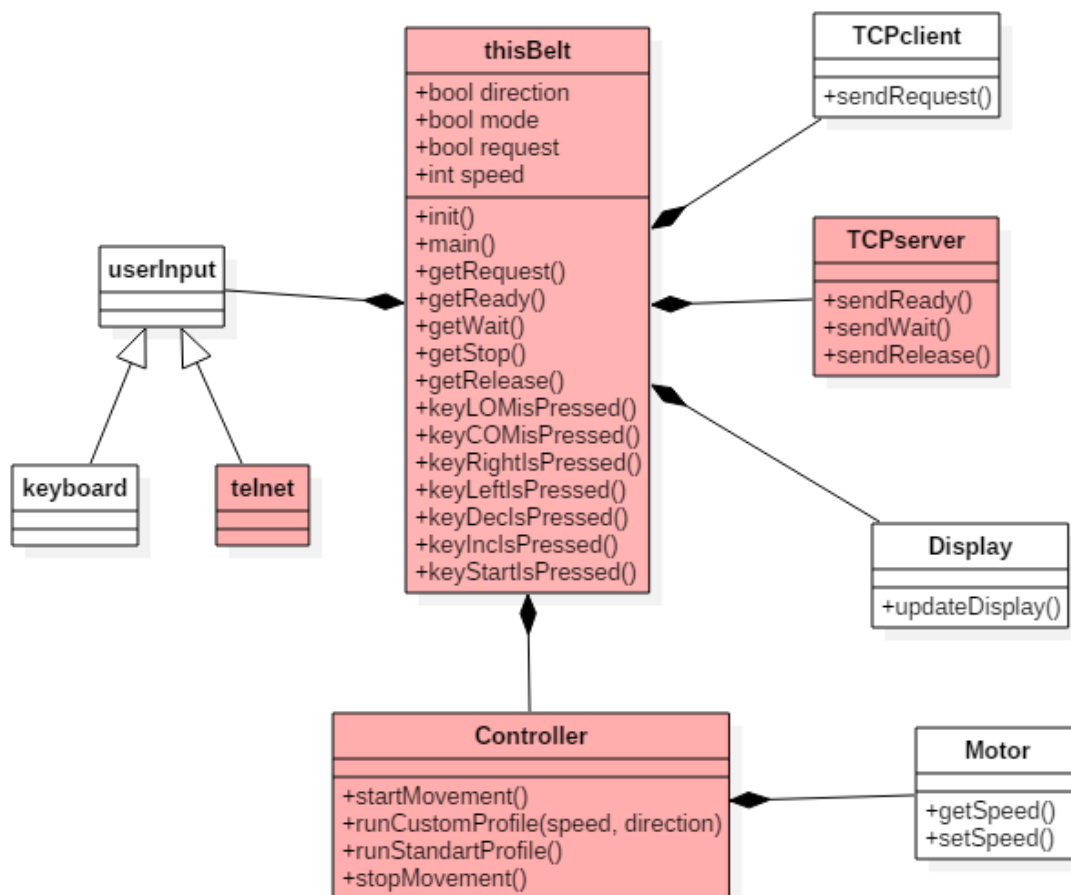 thisBelt
+bool direction
+bool mode
+bool request
+int speed
+init()
+main()
+getRequest()
+getReady()
+getWait()
+getStop()
+getRelease()
+keyLOMisPressed()
+keyCOMisPressed()
+keyRightIsPressed()
+keyLeftIsPressed()
+keyDecIsPressed()
+keyIncIsPressed()
+keyStartIsPressed()
TCPclient
+sendRequest()
TCPserver
+sendReady()
+sendWait()
+sendRelease()
userInput
keyboard
telnet
Display
+updateDisplay()
Controller
+startMovement()
+runCustomProfile(speed, direction)
+runStandartProfile()
+stopMovement()
Motor
+getSpeed()
+setSpeed()